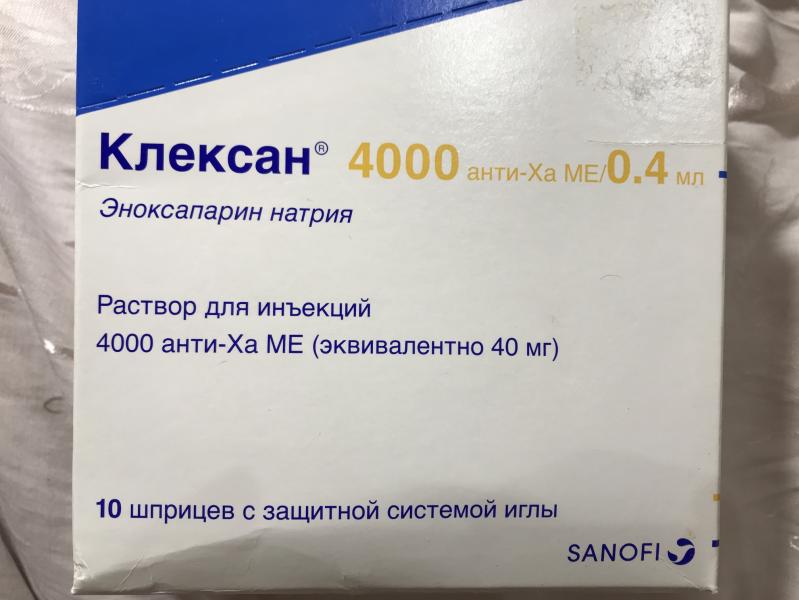 Клексан® 4000 анти-Ха МЕ/0.4 мл
Эноксапарин натрия
Раствор для инъекций
4000 анти-Ха МЕ (эквивалентно 40 мг)
10 шприцев с защитной системой иглы
SANOFI